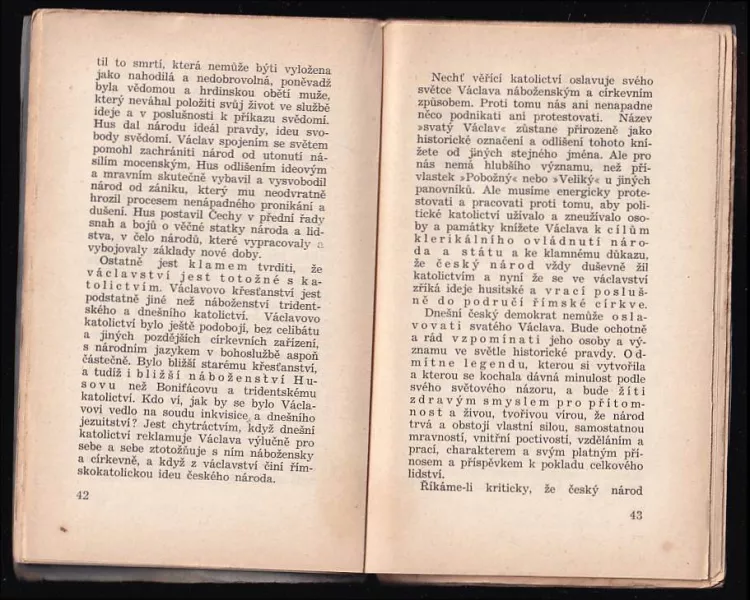 til to smrtí, která nemůže býti vyložena
jako nahodilá a nedobrovolná, poněvadž
byla vědomou a hrdinskou obětí muže,
který neváhal položiti svůj život ve službě
ideje a v poslušnosti k příkazu svědomí.
Hus dal národu ideál pravdy, ideu svo-
body svědomí. Václav spojením se světem
pomohl zachrániti národ od utonutí ná-
silím mocenským, Hus odlišením ideovým
a mravním skutečně vybavil a vysvobodil
národ od zániku, který mu neodvratně
hrozil procesem nenápadného pronikání a
dušení. Hus postavil Čechy v přední řady
snah a bojů o věčné statky národa a lid-
stva, v čelo národů, které vypracovaly a
vybojovaly základy nové doby.
Ostatně jest klamem tvrditi, že
václavství jest totožné s ka-
tolictvím. Václavovo křesťanství jest
podstatně jiné než náboženství trident-
ského a dnešního katolictví. Václavovo
katolictví bylo ještě podobojí, bez celibátu
a jiných pozdějších církevních zařízení,
s národním jazykem v bohoslužbě aspoň
částečně. Bylo bližší starému křesťanství,
a tudíž i bližší náboženství Hu-
sovu než Bonifácovu a tridentskému
katolictví. Kdo ví, jak by se bylo Václa-
vovi vedlo na soudu inkvisice a dnešního
jezuitství? Jest chytráctvím, když dnešní
katolictví reklamuje Václava výlučně pro
sebe a sebe ztotožňuje s ním nábožensky
a církevně, a když z václavství činí řím-
skokatolickou ideu českého národa.
42
Nechť věřící katolictví oslavuje svého
světce Václava náboženským a církevním
způsobem. Proti tomu nás ani nenapadne
něco podnikati ani protestovati. Název
»svatý Václav« zůstane přirozeně jako
historické označení a odlišení tohoto kní-
žete od jiných stejného jména. Ale pro
nás nemá hlubšího významu, než pří-
vlastek »Pobožný« nebo »Veliký« u jiných
panovníků. Ale musíme energicky prote-
stovati a pracovati proti tomu, aby poli-
tické katolictví užívalo a zneužívalo oso-
by a památky knížete Václava k cílům
klerikálního ovládnutí náro-
da a státu a ke klamnému důkazu,
že český národ vždy duševně žil
katolictvím a nyní že se ve václavství
zříká ideje husitské a vrací posluš-
ně do područí římské církve.
Dnešní český demokrat nemůže osla-
vovati svatého Václava. Bude ochotně
a rád vzpomínati jeho osoby a vý-
znamu ve světle historické pravdy. Od-
mítne legendu, kterou si vytvořila
a kterou se kochala dávná minulost podle
svého světového názoru, a bude žíti
zdravým smyslem pro přítom-
nost a živou, tvořivou vírou, že národ
trvá a obstojí vlastní silou, samostatnou
mravností, vnitřní poctivostí, vzděláním a
prací, charakterem a svým platným pří-
nosem a příspěvkem k pokladu celkového
lidství.
Říkáme-li kriticky, že český národ
43